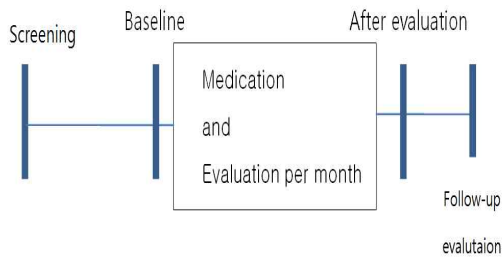 Screening
Baseline
After evaluation
Medication
and
Evaluation per month
Follow-up
evalutaion